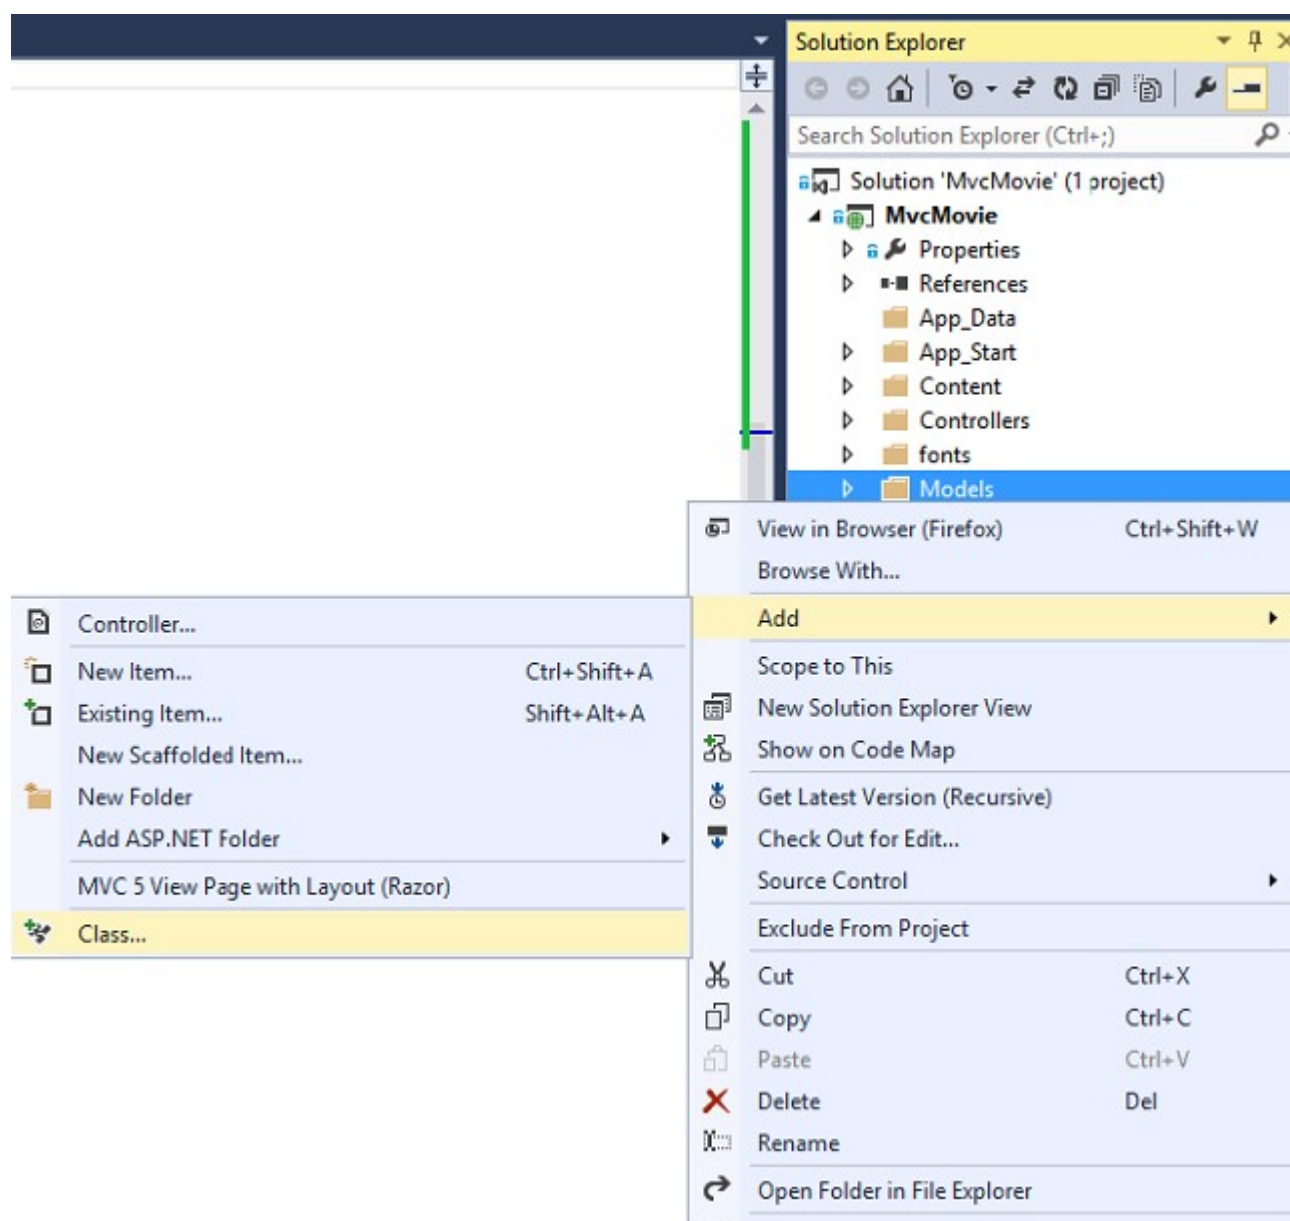 Solution Explorer
Search Solution Explorer (Ctrl+;)
Solution 'MvcMovie' (1 project)
MvcMovie
Properties
References
App_Data
App_Start
Content
Controllers
fonts
Models
View in Browser (Firefox) Ctrl+Shift+W
Browse With...
Add
Scope to This
New Solution Explorer View
Show on Code Map
Get Latest Version (Recursive)
Check Out for Edit...
Source Control
Exclude From Project
Cut Ctrl+X
Copy Ctrl+C
Paste Ctrl+V
Delete Del
Rename
Open Folder in File Explorer
Controller...
New Item... Ctrl+Shift+A
Existing Item... Shift+Alt+A
New Scaffolded Item...
New Folder
Add ASP.NET Folder
MVC 5 View Page with Layout (Razor)
Class...